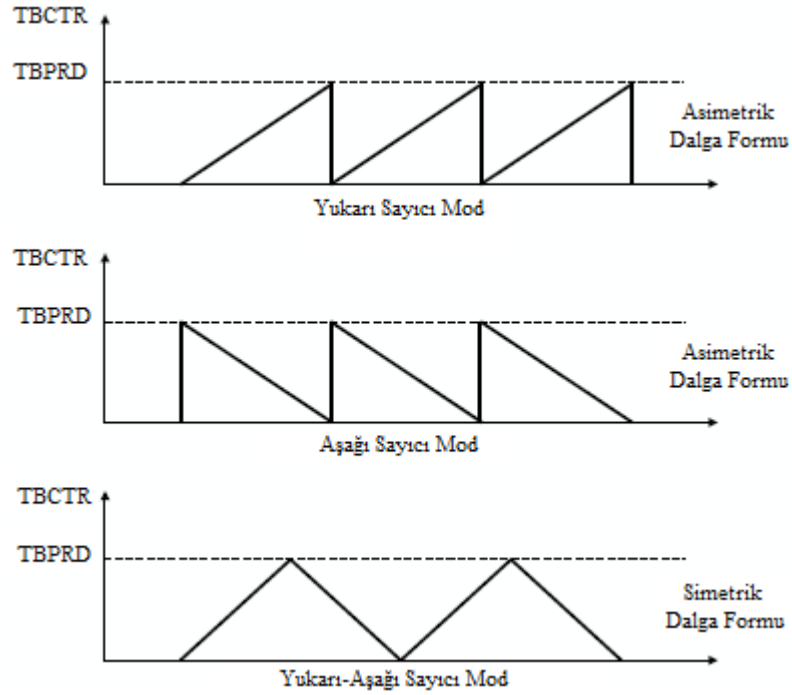 TBCTR
TBPRD
Asimetrik
Dalga Formu
Yukarı Sayıcı Mod
TBCTR
TBPRD
Asimetrik
Dalga Formu
Aşağı Sayıcı Mod
TBCTR
TBPRD
Simetrik
Dalga Formu
Yukarı-Aşağı Sayıcı Mod